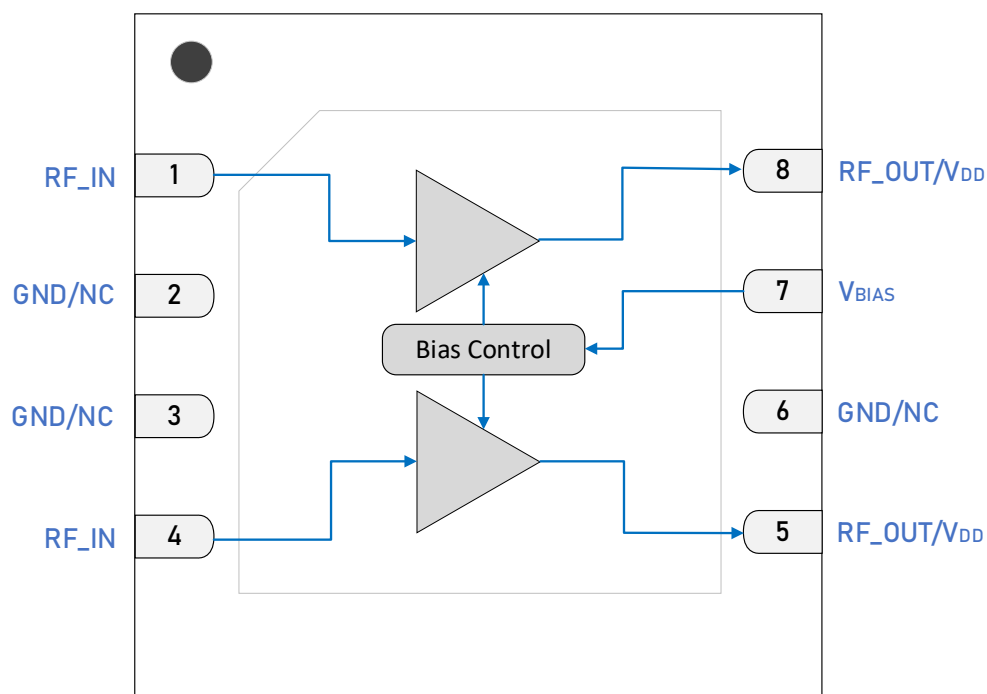 RF_IN 1 8 RF_OUT/VDD
GND/NC 2 7 VBIAS
Bias Control
GND/NC 3 6 GND/NC
RF_IN 4 5 RF_OUT/VDD